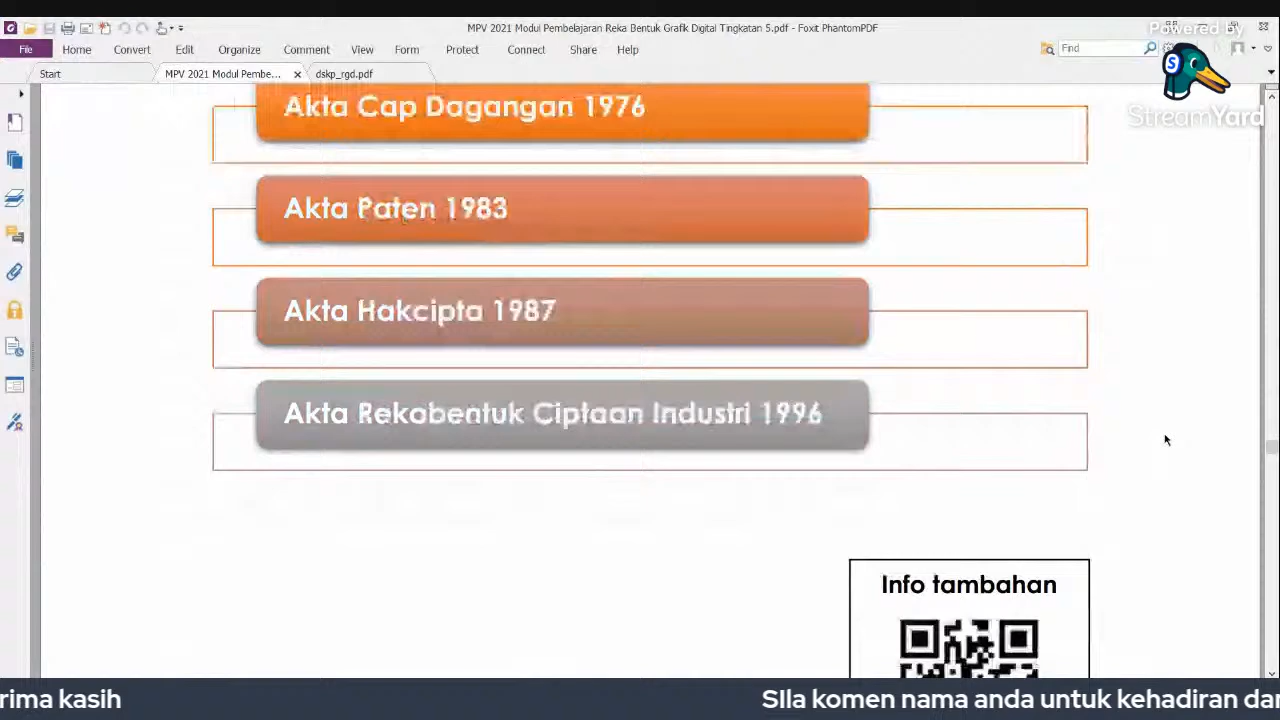 MPV 2021 Modul Pembelajaran Reka Bentuk Grafik Digital Tingkatan 5.pdf - Foxit PhantomPDF
Powered by
StreamYard
File Home Convert Edit Organize Comment View Form Protect Connect Share Help
Find
Start MPV 2021 Modul Pembe... dskp_rgd.pdf
Akta Cap Dagangan 1976
Akta Paten 1983
Akta Hakcipta 1987
Akta Rekabentuk Ciptaan Industri 1996
Info tambahan
rima kasih
SIla komen nama anda untuk kehadiran dan